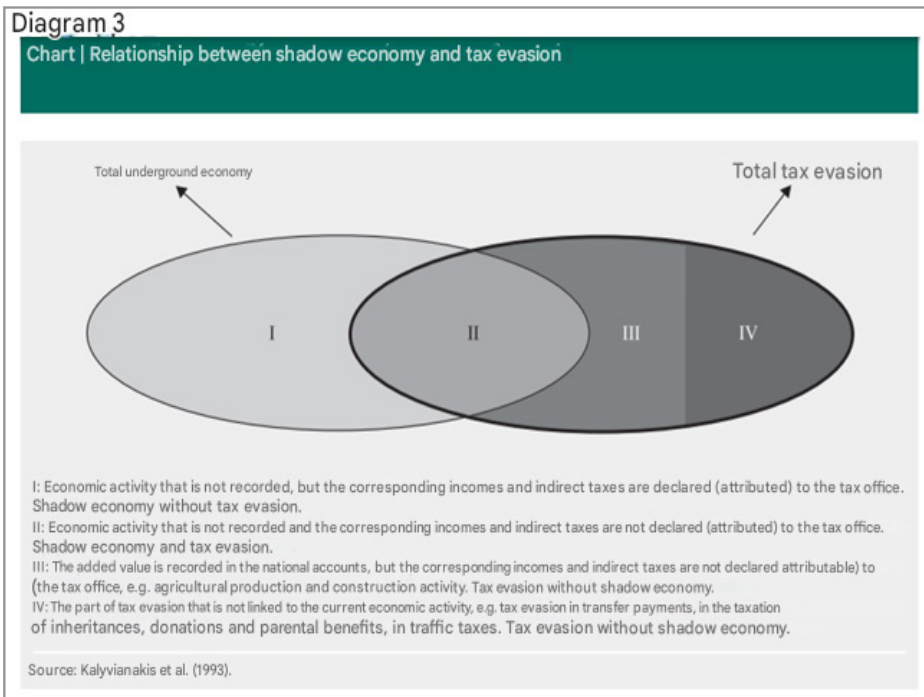 Diagram 3
Chart | Relationship between shadow economy and tax evasion
Total underground economy
Total tax evasion
I
II
III
IV
I: Economic activity that is not recorded, but the corresponding incomes and indirect taxes are declared (attributed) to the tax office.
Shadow economy without tax evasion.
II: Economic activity that is not recorded and the corresponding incomes and indirect taxes are not declared (attributed) to the tax office.
Shadow economy and tax evasion.
III: The added value is recorded in the national accounts, but the corresponding incomes and indirect taxes are not declared attributable) to
(the tax office, e.g. agricultural production and construction activity. Tax evasion without shadow economy.
IV: The part of tax evasion that is not linked to the current economic activity, e.g. tax evasion in transfer payments, in the taxation
of inheritances, donations and parental benefits, in traffic taxes. Tax evasion without shadow economy.
Source: Kalyvianakis et al. (1993).